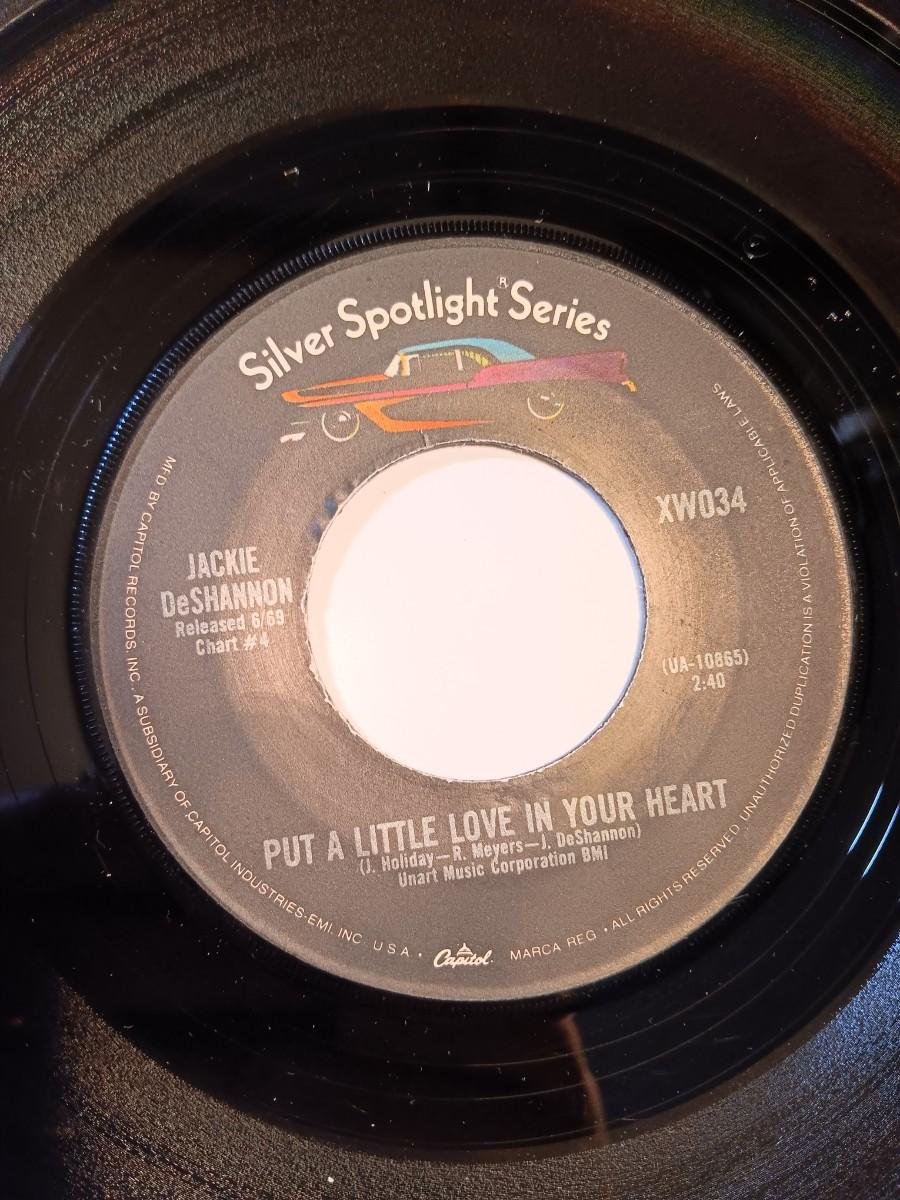 Silver Spotlight® Series
XW034
JACKIE
DeSHANNON
Released 6/69
Chart #4
(UA-10865)
2:40
PUT A LITTLE LOVE IN YOUR HEART
(J. Holiday—R. Meyers—J. DeShannon)
Unart Music Corporation BMI
MFD BY CAPITOL RECORDS, INC., A SUBSIDIARY OF CAPITOL INDUSTRIES-EMI, INC U S A • Capitol. MARCA REG • ALL RIGHTS RESERVED UNAUTHORIZED DUPLICATION IS A VIOLATION OF APPLICABLE LAWS